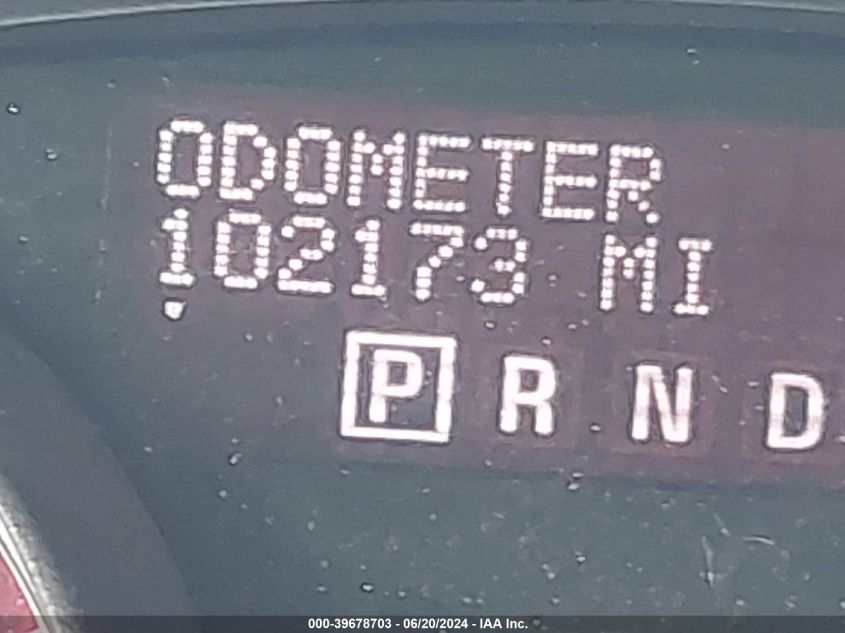 ODOMETER
102173 MI
P R N D
000-39678703 - 06/20/2024 - IAA Inc.